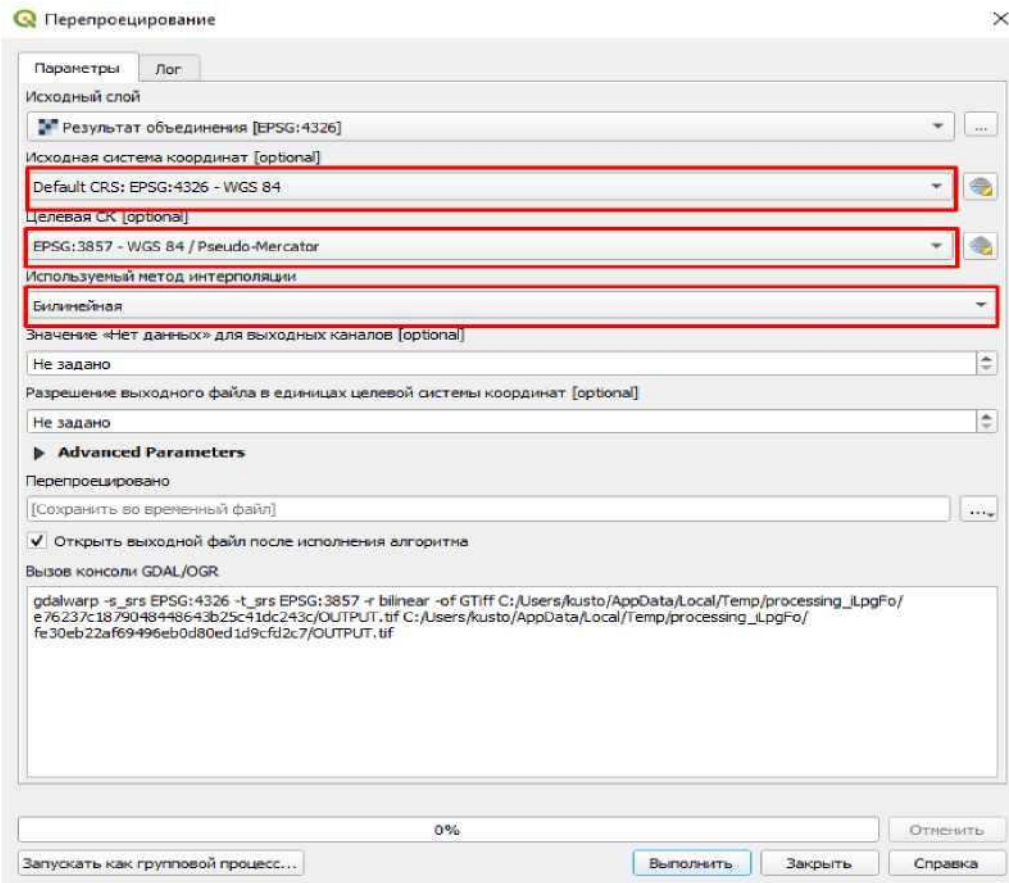 Перепроецирование
Параметры Лог
Исходный слой
Результат объединения [EPSG:4326]
...
Исходная система координат [optional]
Default CRS: EPSG:4326 - WGS 84
Целевая СК [optional]
EPSG:3857 - WGS 84 / Pseudo-Mercator
Используемый метод интерполяции
Билинейная
Значение «Нет данных» для выходных каналов [optional]
Не задано
Разрешение выходного файла в единицах целевой системы координат [optional]
Не задано
Advanced Parameters
Перепроецировано
[Сохранить во временный файл]
...
Открыть выходной файл после исполнения алгоритма
Вызов консоли GDAL/OGR
gdalwarp -s_srs EPSG:4326 -t_srs EPSG:3857 -r bilinear -of GTiff C:/Users/kusto/AppData/Local/Temp/processing_iLpgFo/
e76237c1879048448643b25c41dc243c/OUTPUT.tif C:/Users/kusto/AppData/Local/Temp/processing_iLpgFo/
fe30eb22af69496eb0d80ed1d9cfd2c7/OUTPUT.tif
0%
Отменить
Запускать как групповой процесс...
Выполнить
Закрыть
Справка